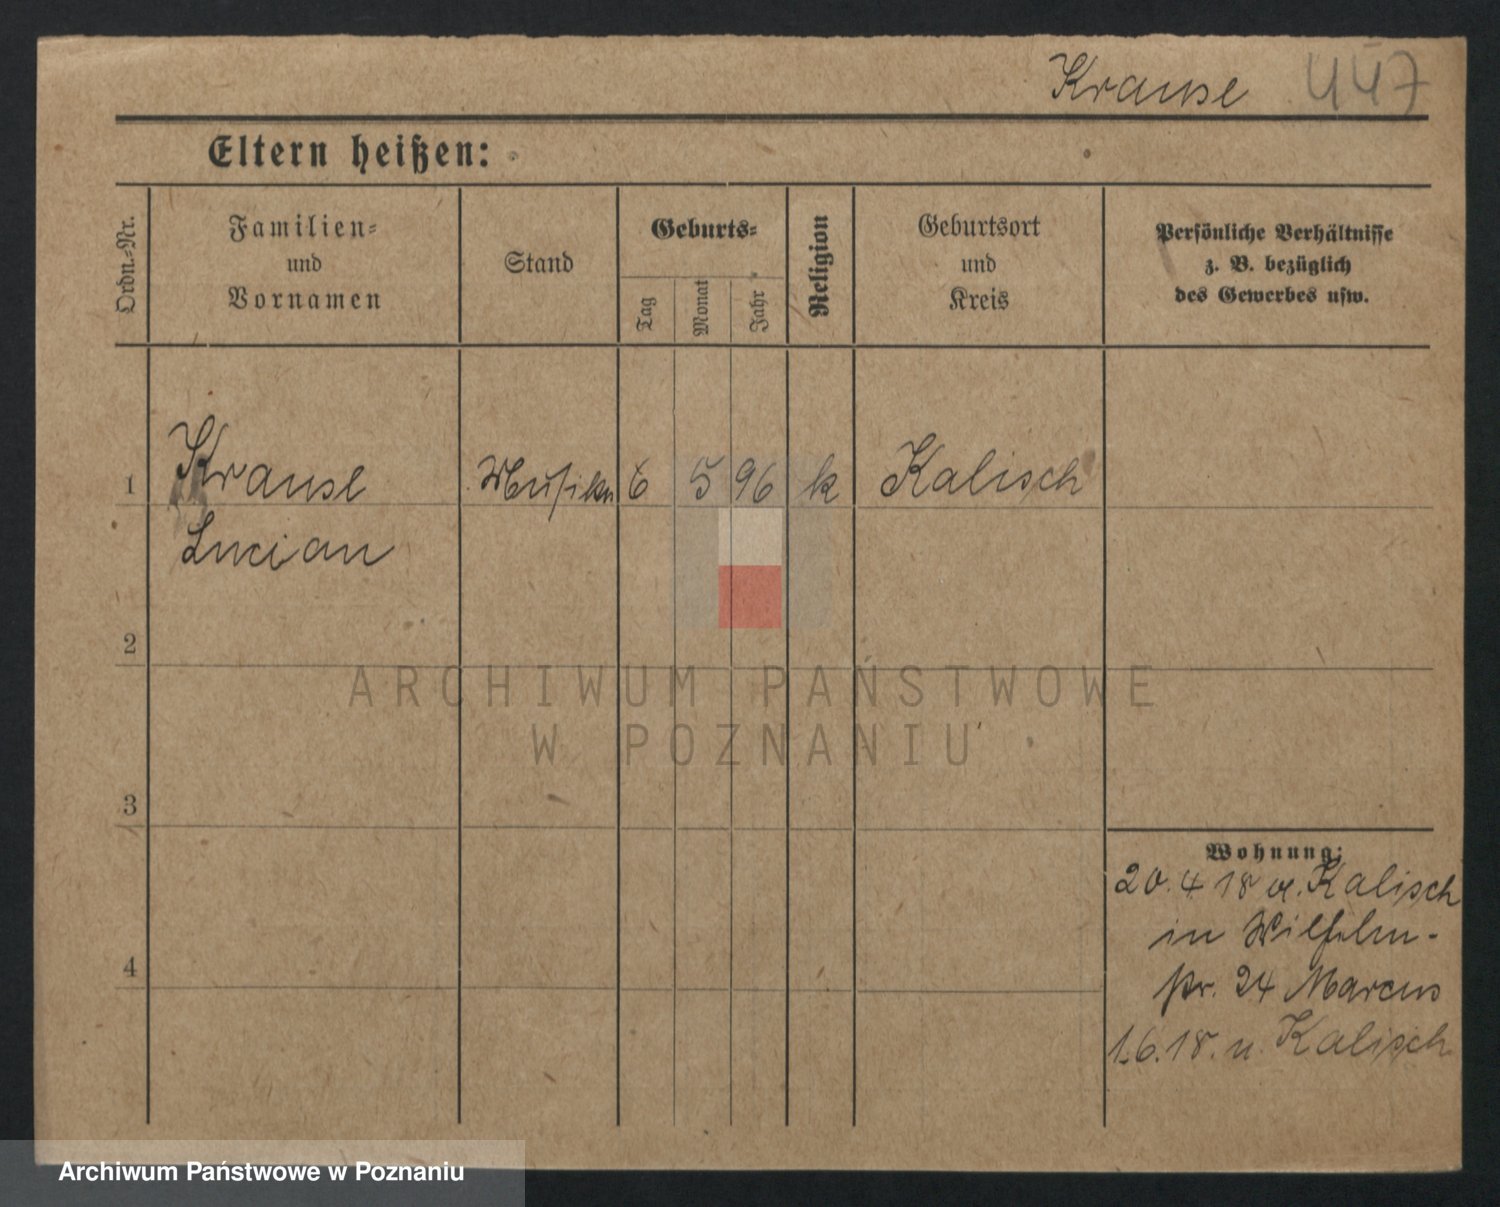 Krause 447
Eltern heißen:
Ordn.-Nr.
Familien-
und
Vornamen
Stand
Geburts-
Tag
Monat
Jahr
Religion
Geburtsort
und
Kreis
Persönliche Verhältnisse
z. B. bezüglich
des Gewerbes usw.
1 Krause Musiker 6 5 96 k Kalisch
Lucian
2
ARCHIWUM PAŃSTWOWE
W POZNANIU
3
Wohnung:
20.4 18 v. Kalisch
in Wilhelm-
str. 24 Marcus
4
1.6.18. n. Kalisch
Archiwum Państwowe w Poznaniu